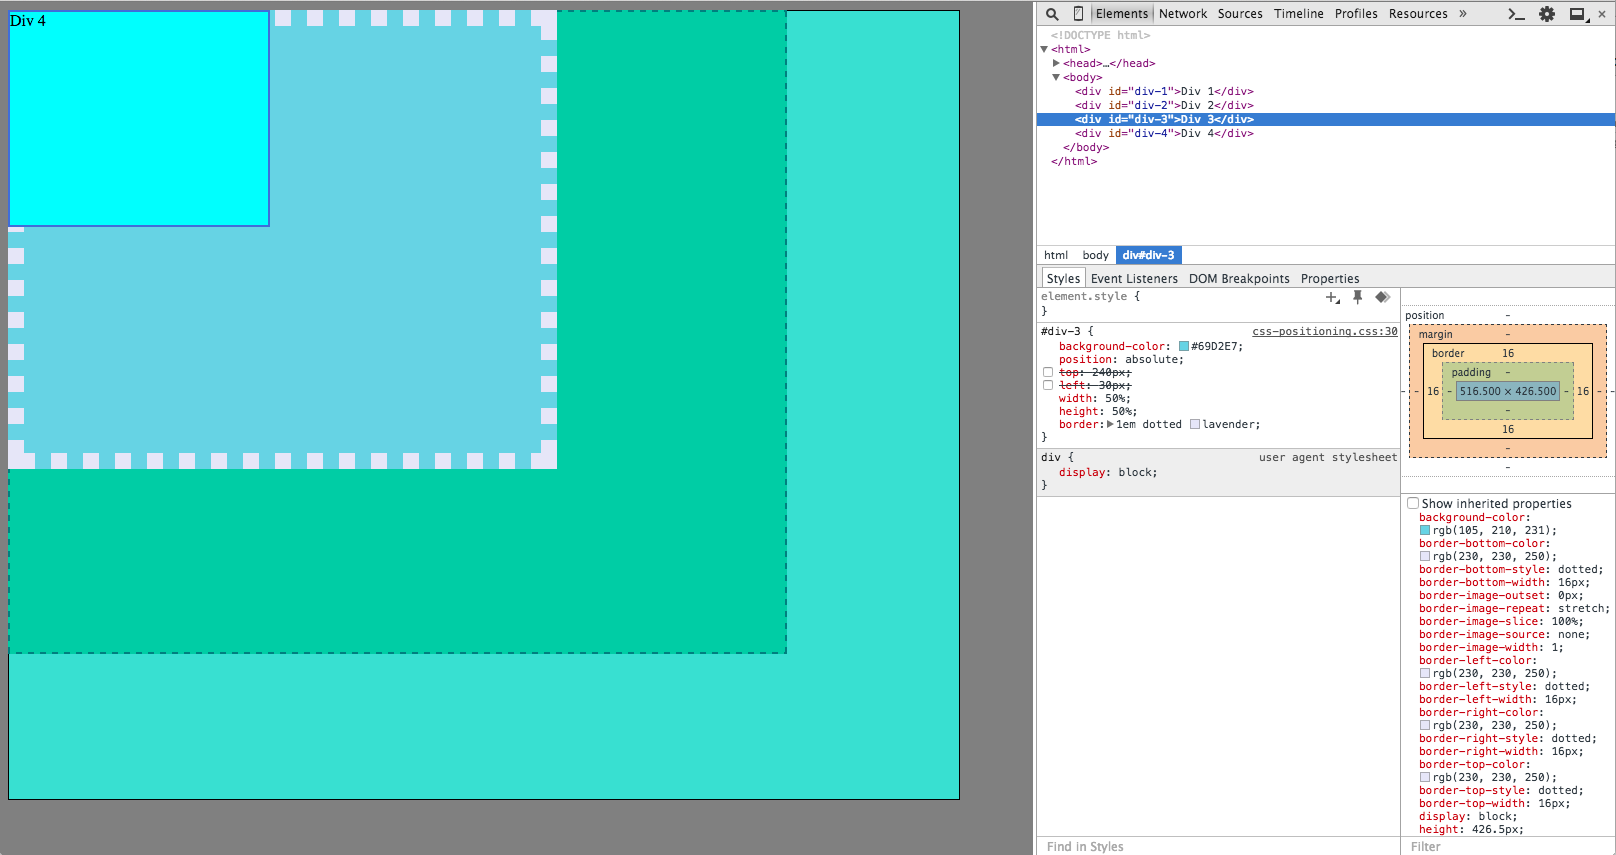 Div 4
Elements Network Sources Timeline Profiles Resources »
<!DOCTYPE html>
<html>
<head>…</head>
<body>
<div id="div-1">Div 1</div>
<div id="div-2">Div 2</div>
<div id="div-3">Div 3</div>
<div id="div-4">Div 4</div>
</body>
</html>
html body div#div-3
Styles Event Listeners DOM Breakpoints Properties
element.style {
}
#div-3 { css-positioning.css:30
background-color: #69D2E7;
position: absolute;
top: 240px;
left: 30px;
width: 50%;
height: 50%;
border: 1em dotted lavender;
}
div { user agent stylesheet
display: block;
}
Find in Styles
position -
margin -
border 16
padding -
- - 16 - 516.500 × 426.500 - 16 - -
-
16
-
-
Show inherited properties
background-color:
rgb(105, 210, 231);
border-bottom-color:
rgb(230, 230, 250);
border-bottom-style: dotted;
border-bottom-width: 16px;
border-image-outset: 0px;
border-image-repeat: stretch;
border-image-slice: 100%;
border-image-source: none;
border-image-width: 1;
border-left-color:
rgb(230, 230, 250);
border-left-style: dotted;
border-left-width: 16px;
border-right-color:
rgb(230, 230, 250);
border-right-style: dotted;
border-right-width: 16px;
border-top-color:
rgb(230, 230, 250);
border-top-style: dotted;
border-top-width: 16px;
display: block;
height: 426.5px;
Filter